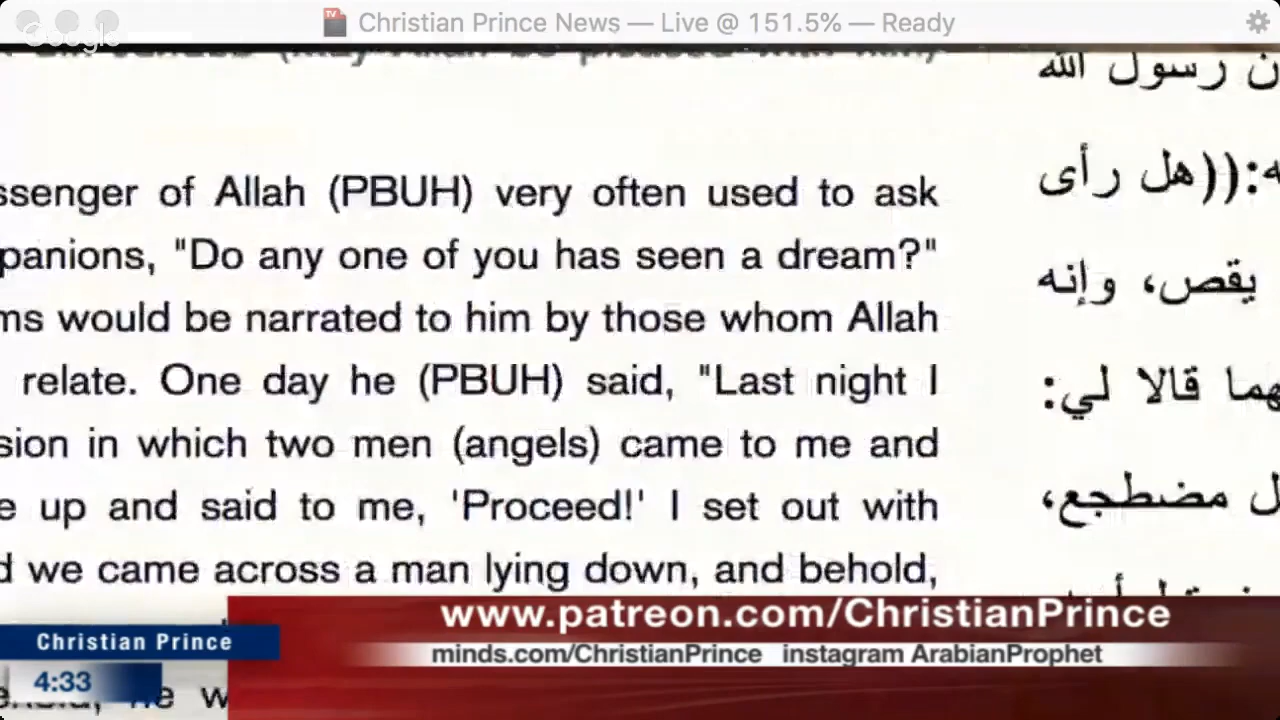 Christian Prince News — Live @ 151.5% — Ready
Google
ن رسول الله
ssenger of Allah (PBUH) very often used to ask
panions, "Do any one of you has seen a dream?"
ms would be narrated to him by those whom Allah
relate. One day he (PBUH) said, "Last night I
sion in which two men (angels) came to me and
e up and said to me, 'Proceed!' I set out with
d we came across a man lying down, and behold,
ه:((هل رأى
يقص، وإنه
هما قالا لي:
ل مضطجع،
www.patreon.com/ChristianPrince
Christian Prince
minds.com/ChristianPrince instagram ArabianProphet
4:33
he w